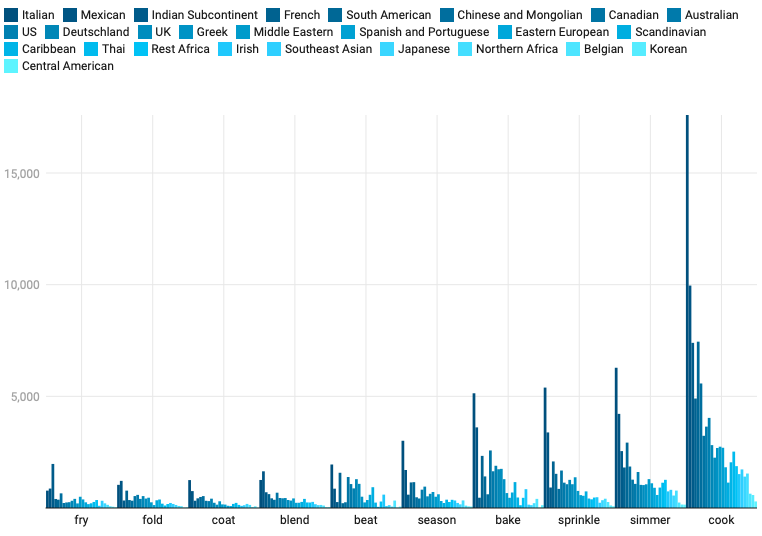 Italian Mexican Indian Subcontinent French South American Chinese and Mongolian Canadian Australian
US Deutschland UK Greek Middle Eastern Spanish and Portuguese Eastern European Scandinavian
Caribbean Thai Rest Africa Irish Southeast Asian Japanese Northern Africa Belgian Korean
Central American
15,000
10,000
5,000
fry fold coat blend beat season bake sprinkle simmer cook